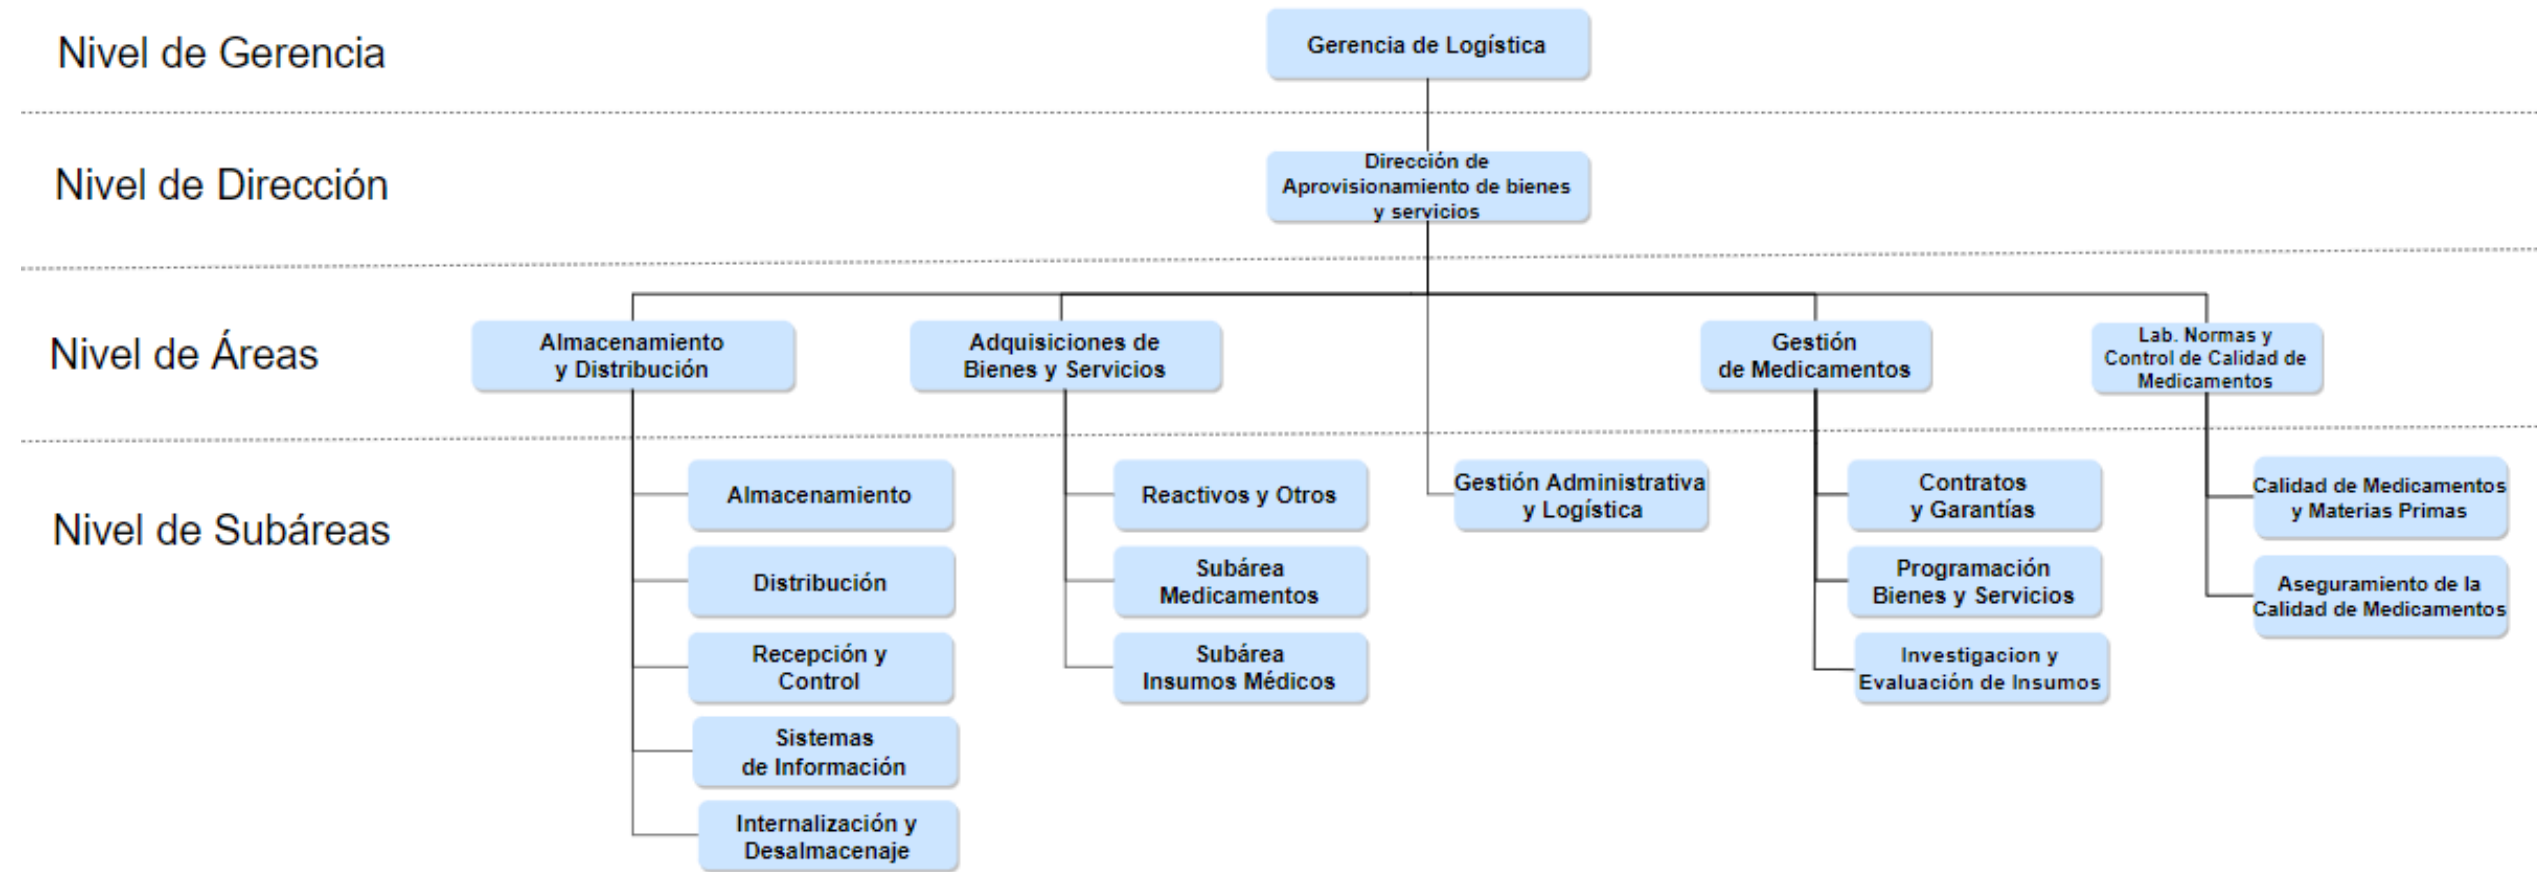 Nivel de Gerencia
Gerencia de Logística
Nivel de Dirección
Dirección de
Aprovisionamiento de bienes
y servicios
Nivel de Áreas
Almacenamiento
y Distribución
Adquisiciones de
Bienes y Servicios
Gestión
de Medicamentos
Lab. Normas y
Control de Calidad de
Medicamentos
Nivel de Subáreas
Almacenamiento
Distribución
Recepción y
Control
Sistemas
de Información
Internalización y
Desalmacenaje
Reactivos y Otros
Subárea
Medicamentos
Subárea
Insumos Médicos
Gestión Administrativa
y Logística
Contratos
y Garantías
Programación
Bienes y Servicios
Investigacion y
Evaluación de Insumos
Calidad de Medicamentos
y Materias Primas
Aseguramiento de la
Calidad de Medicamentos